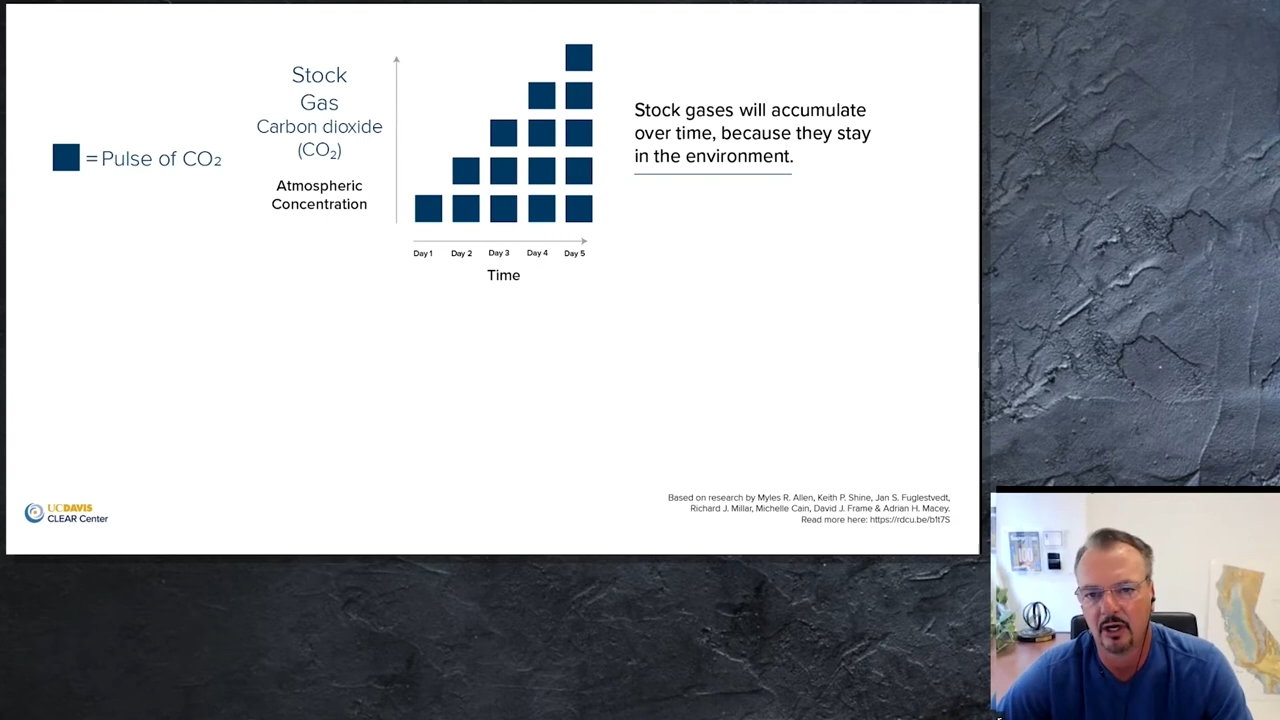 Stock
Gas
Carbon dioxide
(CO₂)
Atmospheric
Concentration
= Pulse of CO₂
Day 1 Day 2 Day 3 Day 4 Day 5
Time
Stock gases will accumulate
over time, because they stay
in the environment.
UCDAVIS
CLEAR Center
Based on research by Myles R. Allen, Keith P. Shine, Jan S. Fuglestvedt,
Richard J. Millar, Michelle Cain, David J. Frame & Adrian H. Macey.
Read more here: https://rdcu.be/b1t7S